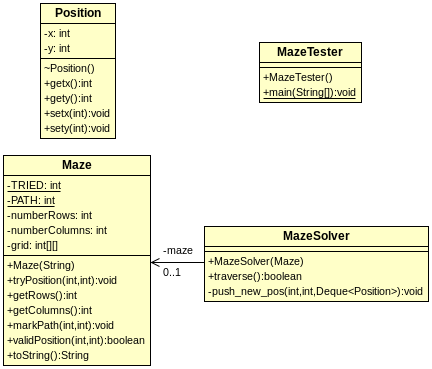 Position
-x: int
-y: int
~Position()
+getx():int
+gety():int
+setx(int):void
+sety(int):void
MazeTester
+MazeTester()
+main(String[]):void
Maze
-TRIED: int
-PATH: int
-numberRows: int
-numberColumns: int
-grid: int[][]
+Maze(String)
+tryPosition(int,int):void
+getRows():int
+getColumns():int
+markPath(int,int):void
+validPosition(int,int):boolean
+toString():String
-maze
0..1
MazeSolver
+MazeSolver(Maze)
+traverse():boolean
-push_new_pos(int,int,Deque<Position>):void